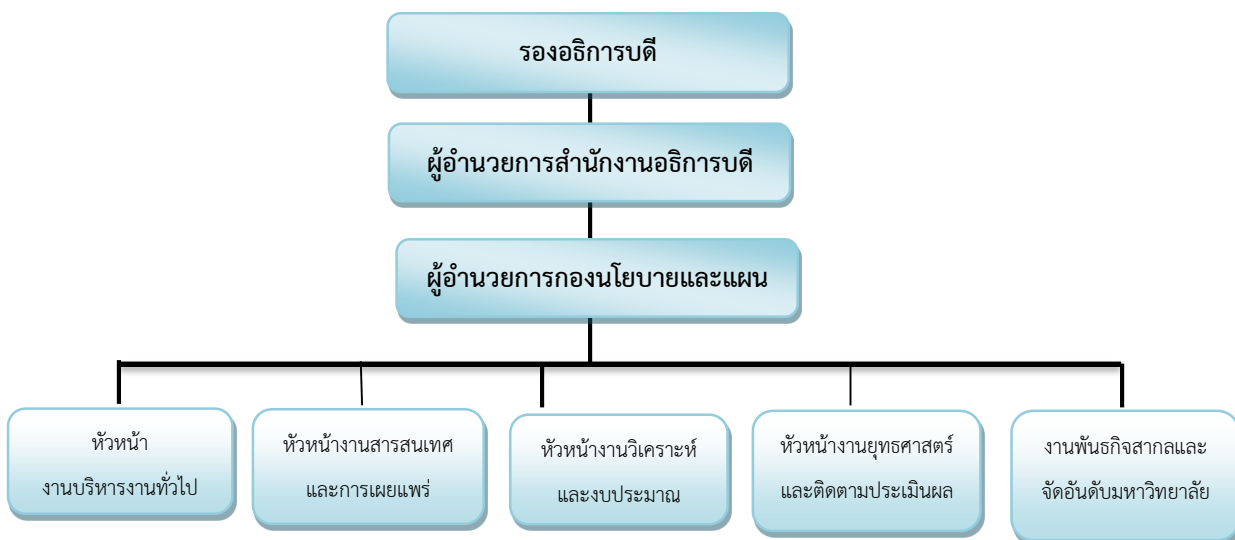 รองอธิการบดี
ผู้อำนวยการสำนักงานอธิการบดี
ผู้อำนวยการกองนโยบายและแผน
หัวหน้า
งานบริหารงานทั่วไป
หัวหน้างานสารสนเทศ
และการเผยแพร่
หัวหน้างานวิเคราะห์
และงบประมาณ
หัวหน้างานยุทธศาสตร์
และติดตามประเมินผล
งานพันธกิจสากลและ
จัดอันดับมหาวิทยาลัย